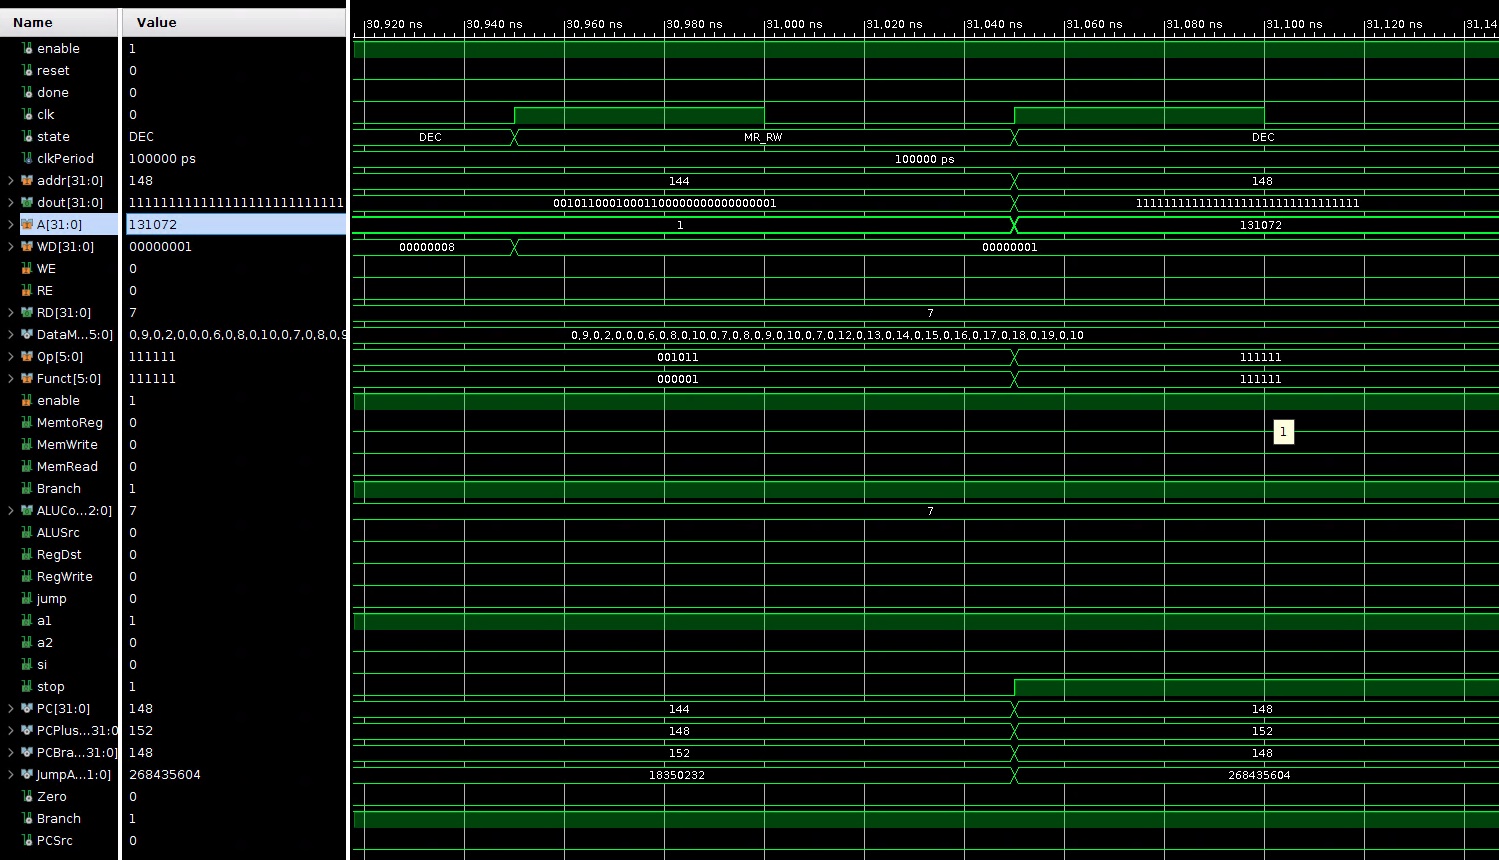 Name Value 30,920 ns 30,940 ns 30,960 ns 30,980 ns 31,000 ns 31,020 ns 31,040 ns 31,060 ns 31,080 ns 31,100 ns 31,120 ns 31,14
enable 1
reset 0
done 0
clk 0
state DEC DEC MR_RW DEC
clkPeriod 100000 ps 100000 ps
addr[31:0] 148 144 148
dout[31:0] 11111111111111111111111111111 00101100010001100000000000000001 11111111111111111111111111111111
A[31:0] 131072 1 131072
WD[31:0] 00000001 00000008 00000001
WE 0
RE 0
RD[31:0] 7 7
DataM...5:0] 0,9,0,2,0,0,0,6,0,8,0,10,0,7,0,8,0,9 0,9,0,2,0,0,0,6,0,8,0,10,0,7,0,8,0,9,0,10,0,7,0,12,0,13,0,14,0,15,0,16,0,17,0,18,0,19,0,10
Op[5:0] 111111 001011 111111
Funct[5:0] 111111 000001 111111
enable 1
MemtoReg 0 1
MemWrite 0
MemRead 0
Branch 1
ALUCo...2:0] 7 7
ALUSrc 0
RegDst 0
RegWrite 0
jump 0
a1 1
a2 0
si 0
stop 1
PC[31:0] 148 144 148
PCPlus...31:0 152 148 152
PCBra...31:0] 148 152 148
JumpA...1:0] 268435604 18350232 268435604
Zero 0
Branch 1
PCSrc 0